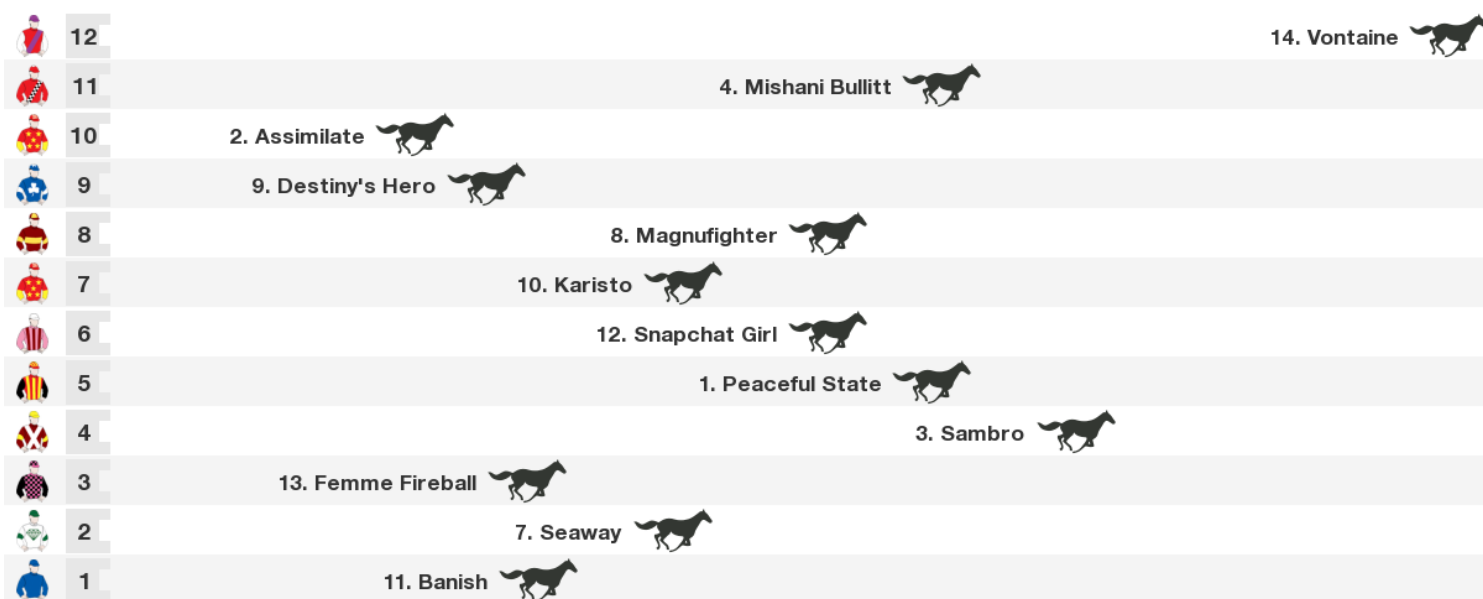 12 14. Vontaine
11 4. Mishani Bullitt
10 2. Assimilate
9 9. Destiny's Hero
8 8. Magnufighter
7 10. Karisto
6 12. Snapchat Girl
5 1. Peaceful State
4 3. Sambro
3 13. Femme Fireball
2 7. Seaway
1 11. Banish